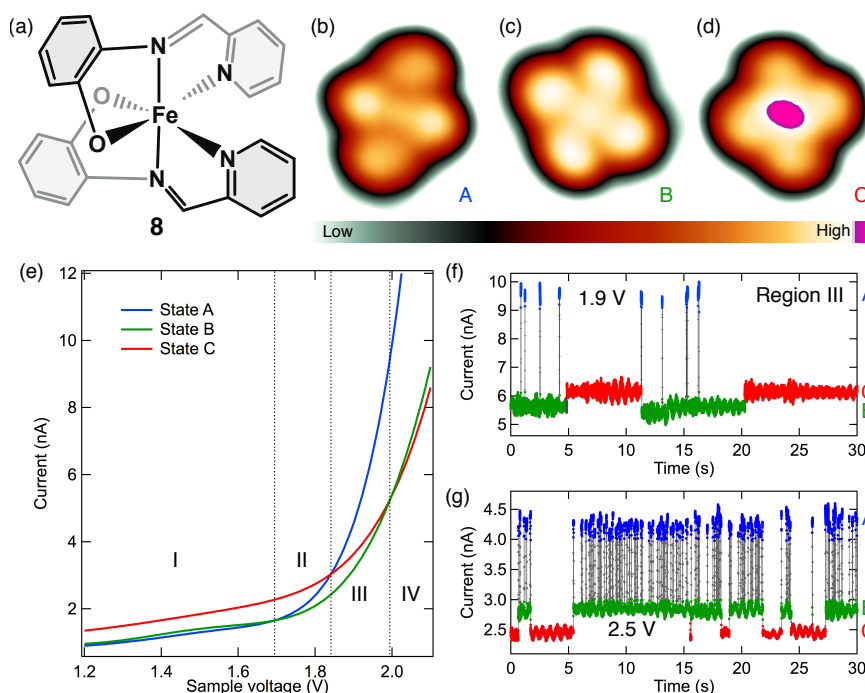 (a)
N
N
O
Fe
O
N
N
8
(b)
A
(c)
B
(d)
C
Low
High
(e)
12
10
8
6
4
2
Current (nA)
State A
State B
State C
I
II
III
IV
1.2
1.4
1.6
1.8
2.0
Sample voltage (V)
(f)
10
9
8
7
6
5
Current (nA)
1.9 V
Region III
A
C
B
0
5
10
15
20
25
30
Time (s)
(g)
4.5
4.0
3.5
3.0
2.5
Current (nA)
2.5 V
A
B
C
0
5
10
15
20
25
30
Time (s)